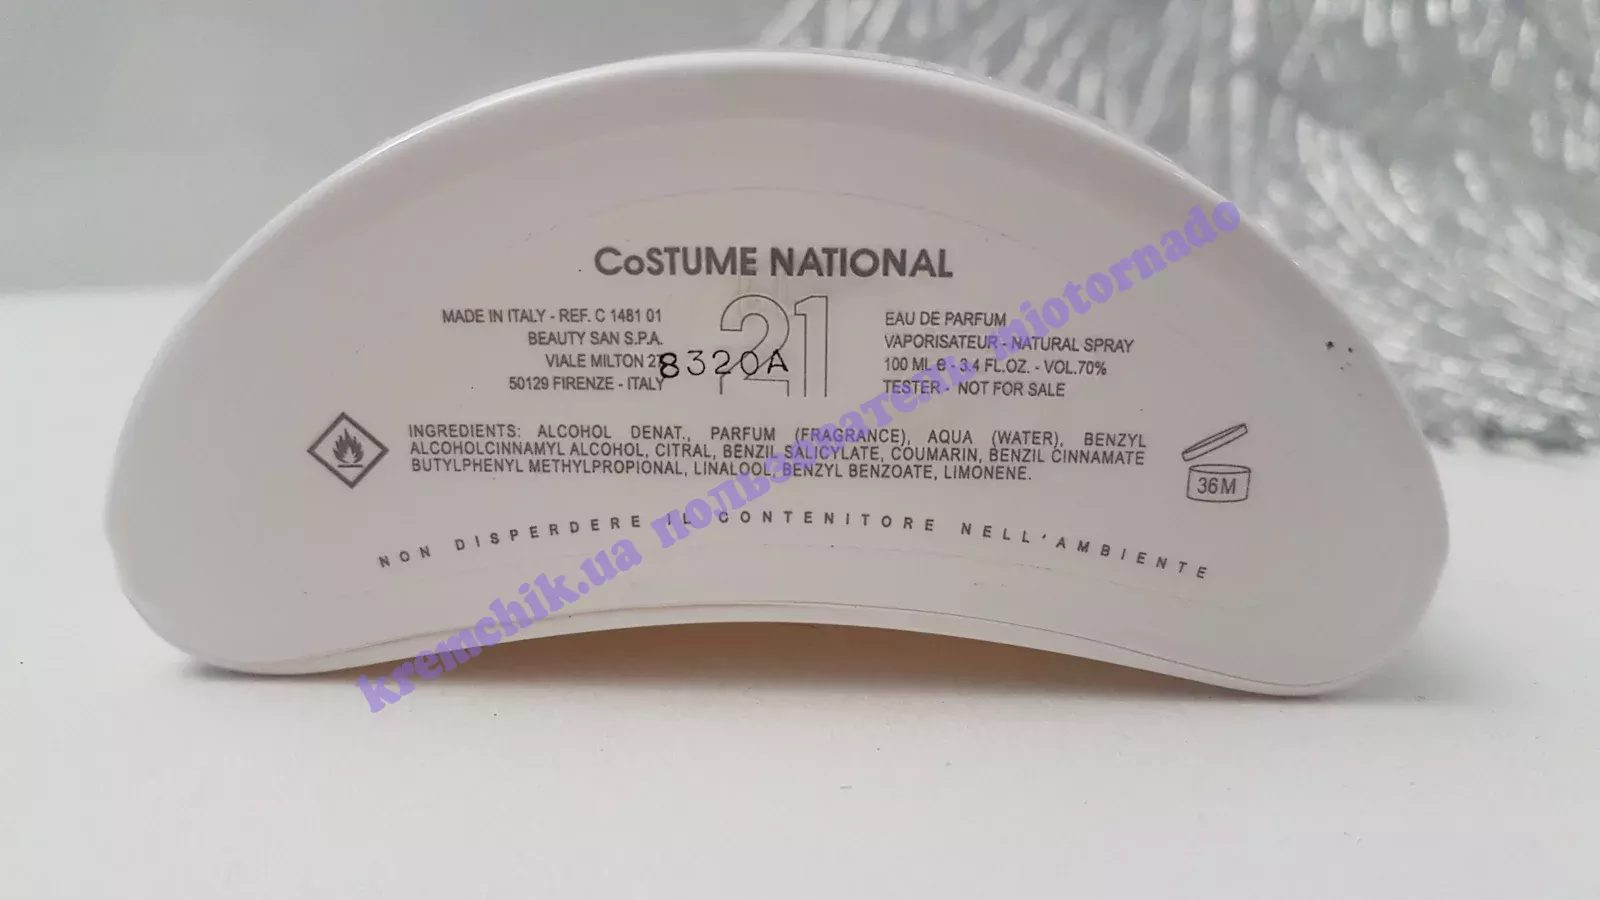 CoSTUME NATIONAL
21
MADE IN ITALY - REF. C 1481 01
BEAUTY SAN S.P.A.
VIALE MILTON 27
50129 FIRENZE - ITALY
8320A
EAU DE PARFUM
VAPORISATEUR - NATURAL SPRAY
100 ML e - 3.4 FL.OZ. - VOL.70%
TESTER - NOT FOR SALE
INGREDIENTS: ALCOHOL DENAT., PARFUM (FRAGRANCE), AQUA (WATER), BENZYL
ALCOHOLCINNAMYL ALCOHOL, CITRAL, BENZIL SALICYLATE, COUMARIN, BENZIL CINNAMATE
BUTYLPHENYL METHYLPROPIONAL, LINALOOL, BENZYL BENZOATE, LIMONENE.
36M
NON DISPERDERE IL CONTENITORE NELL'AMBIENTE
kremchik.ua пользователь miotornado